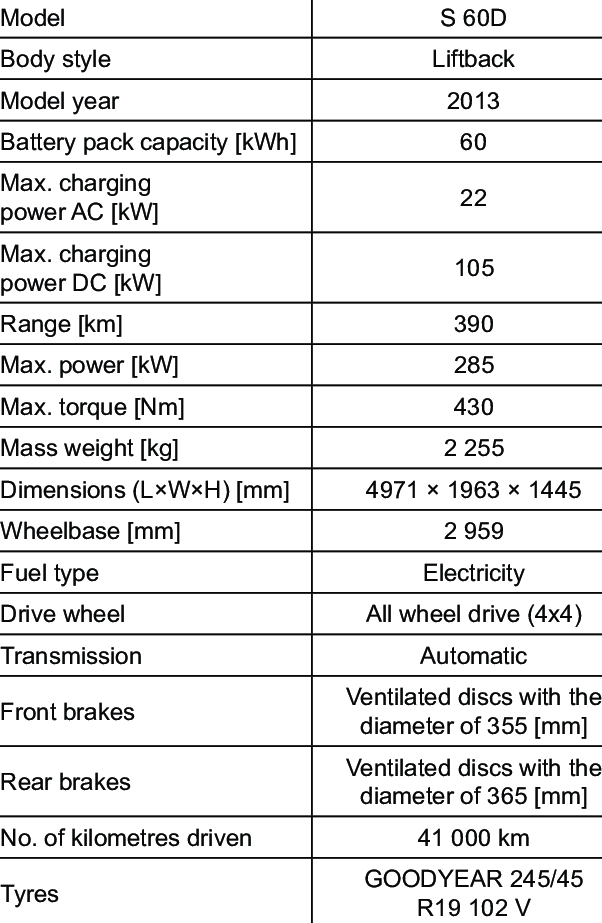 Model S 60D
Body style Liftback
Model year 2013
Battery pack capacity [kWh] 60
Max. charging
power AC [kW] 22
Max. charging
power DC [kW] 105
Range [km] 390
Max. power [kW] 285
Max. torque [Nm] 430
Mass weight [kg] 2 255
Dimensions (L×W×H) [mm] 4971 × 1963 × 1445
Wheelbase [mm] 2 959
Fuel type Electricity
Drive wheel All wheel drive (4x4)
Transmission Automatic
Front brakes Ventilated discs with the
diameter of 355 [mm]
Rear brakes Ventilated discs with the
diameter of 365 [mm]
No. of kilometres driven 41 000 km
Tyres GOODYEAR 245/45
R19 102 V